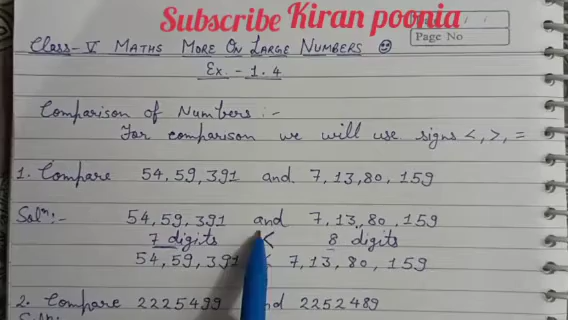 Subscribe Kiran poonia
Page No
Class-V Maths More On Large Numbers
Ex. - 1.4
Comparison of Numbers :-
For comparison we will use signs <, >, =
1. Compare 54,59,391 and 7,13,80,159
Solⁿ:- 54,59,391 and 7,13,80,159
7 digits < 8 digits
54,59,391 < 7,13,80,159
2. Compare 2225499 and 2252489